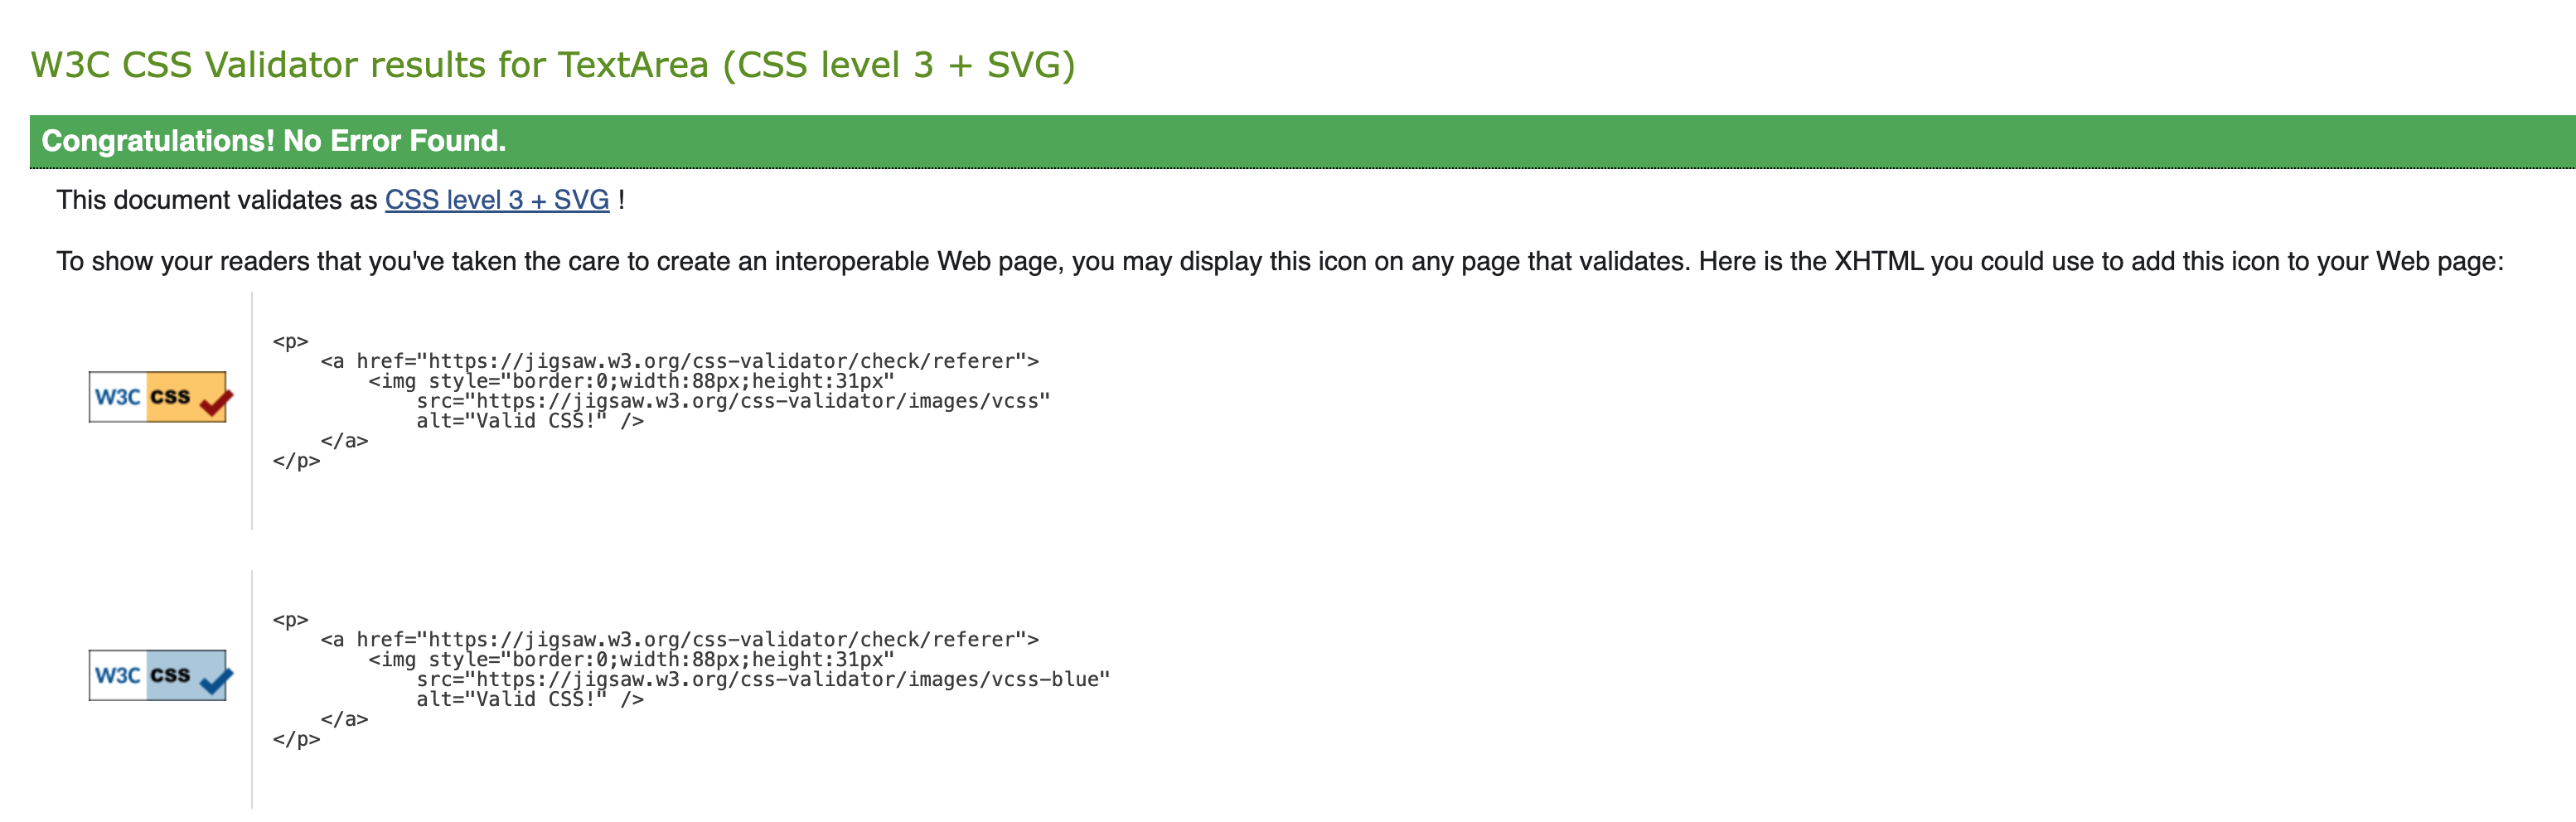 W3C CSS Validator results for TextArea (CSS level 3 + SVG)
Congratulations! No Error Found.
This document validates as CSS level 3 + SVG !
To show your readers that you've taken the care to create an interoperable Web page, you may display this icon on any page that validates. Here is the XHTML you could use to add this icon to your Web page:
W3C css
<p>
    <a href="https://jigsaw.w3.org/css-validator/check/referer">
        <img style="border:0;width:88px;height:31px"
            src="https://jigsaw.w3.org/css-validator/images/vcss"
            alt="Valid CSS!" />
    </a>
</p>
W3C css
<p>
    <a href="https://jigsaw.w3.org/css-validator/check/referer">
        <img style="border:0;width:88px;height:31px"
            src="https://jigsaw.w3.org/css-validator/images/vcss-blue"
            alt="Valid CSS!" />
    </a>
</p>